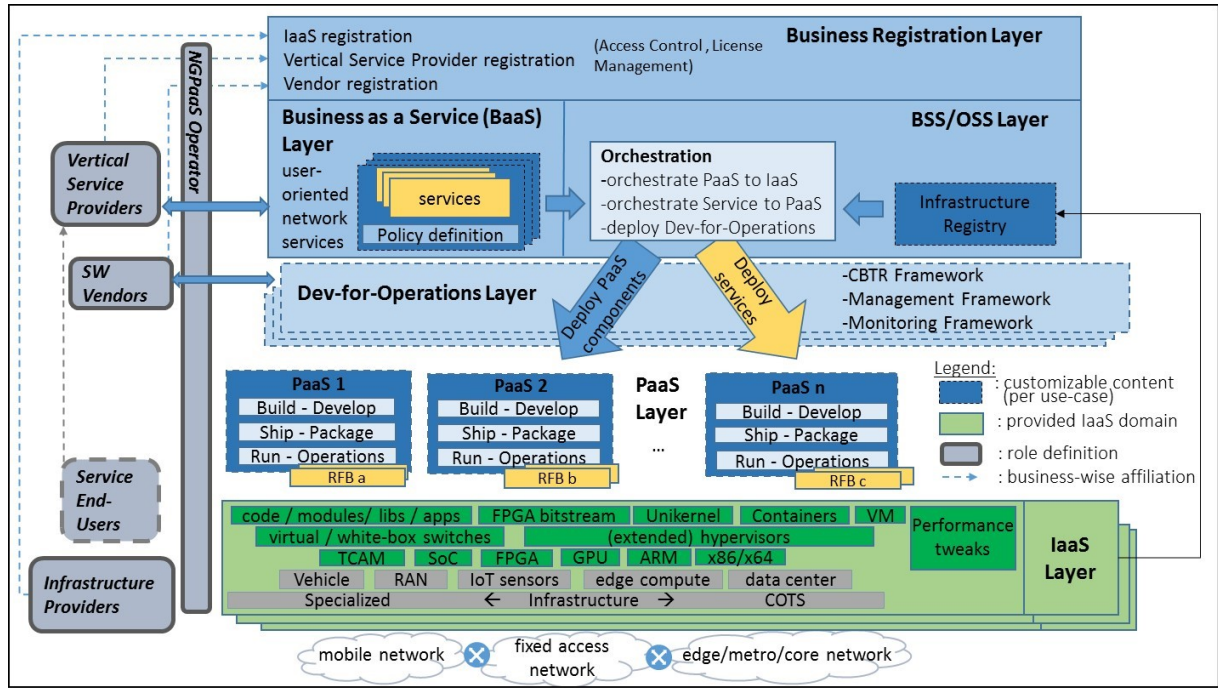 IaaS registration
Vertical Service Provider registration
Vendor registration
(Access Control , License
Management)
Business Registration Layer
NGPaaS Operator
Business as a Service (BaaS)
Layer
user-
oriented
network
services
services
Policy definition
BSS/OSS Layer
Orchestration
-orchestrate PaaS to IaaS
-orchestrate Service to PaaS
-deploy Dev-for-Operations
Infrastructure
Registry
Vertical
Service
Providers
SW
Vendors
Dev-for-Operations Layer
Deploy PaaS
components
Deploy
services
-CBTR Framework
-Management Framework
-Monitoring Framework
PaaS 1
Build - Develop
Ship - Package
Run - Operations
RFB a
PaaS 2
Build - Develop
Ship - Package
Run - Operations
RFB b
PaaS
Layer
...
PaaS n
Build - Develop
Ship - Package
Run - Operations
RFB c
Legend:
: customizable content
(per use-case)
: provided IaaS domain
: role definition
: business-wise affiliation
Service
End-
Users
Infrastructure
Providers
code / modules/ libs / apps
FPGA bitstream
Unikernel
Containers
VM
virtual / white-box switches
(extended) hypervisors
TCAM
SoC
FPGA
GPU
ARM
x86/x64
Performance
tweaks
IaaS
Layer
Vehicle
RAN
IoT sensors
edge compute
data center
Specialized ← Infrastructure → COTS
mobile network
fixed access
network
edge/metro/core network